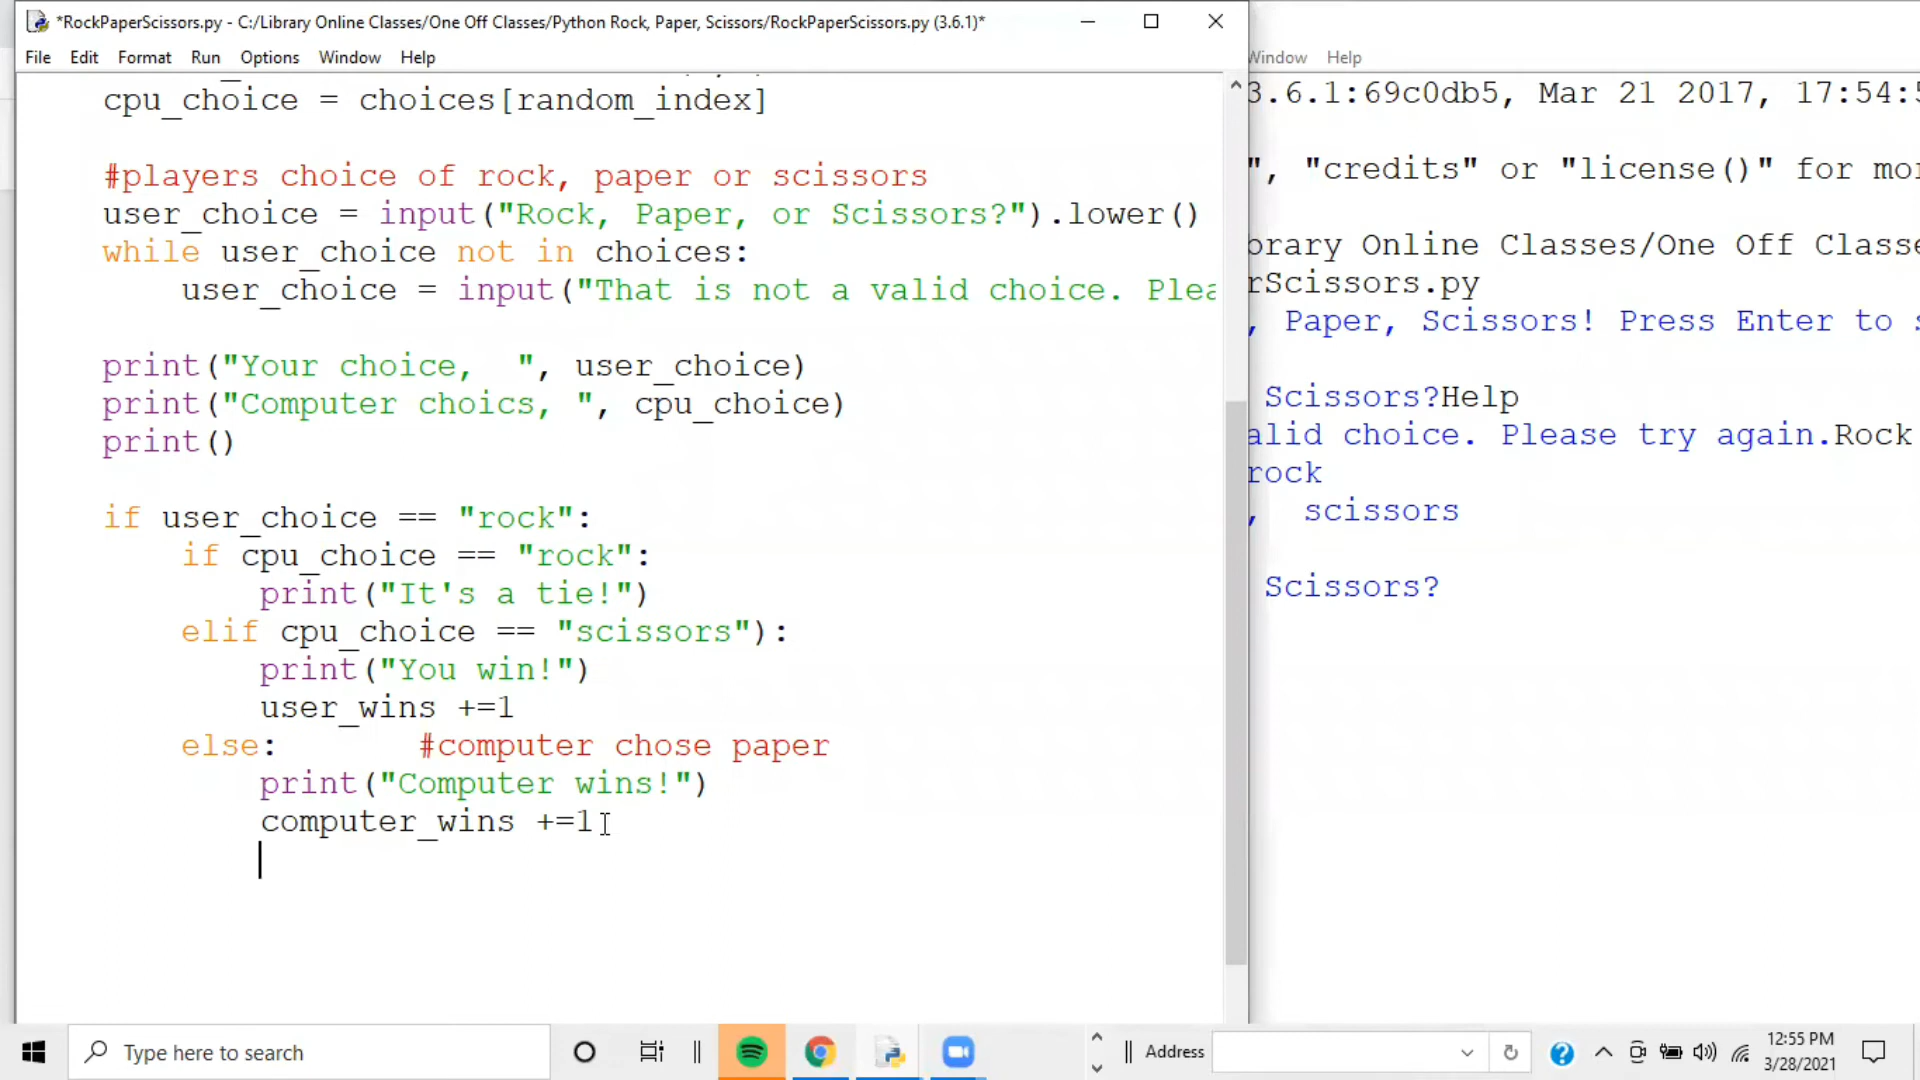 *RockPaperScissors.py - C:/Library Online Classes/One Off Classes/Python Rock, Paper, Scissors/RockPaperScissors.py (3.6.1)*
File Edit Format Run Options Window Help
cpu_choice = choices[random_index]
#players choice of rock, paper or scissors
user_choice = input("Rock, Paper, or Scissors?").lower()
while user_choice not in choices:
user_choice = input("That is not a valid choice. Plea
print("Your choice,  ", user_choice)
print("Computer choics, ", cpu_choice)
print()
if user_choice == "rock":
if cpu_choice == "rock":
print("It's a tie!")
elif cpu_choice == "scissors"):
print("You win!")
user_wins +=1
else: #computer chose paper
print("Computer wins!")
computer_wins +=1
Window Help
3.6.1:69c0db5, Mar 21 2017, 17:54:5
", "credits" or "license()" for mor
brary Online Classes/One Off Classe
rScissors.py
, Paper, Scissors! Press Enter to s
Scissors?Help
alid choice. Please try again.Rock
rock
, scissors
Scissors?
Type here to search
Address
12:55 PM
3/28/2021